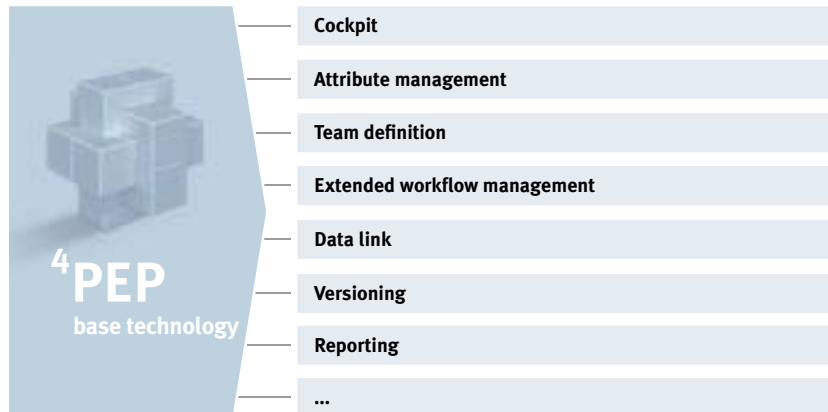 Cockpit
Attribute management
Team definition
Extended workflow management
Data link
Versioning
Reporting
...
4PEP
base technology